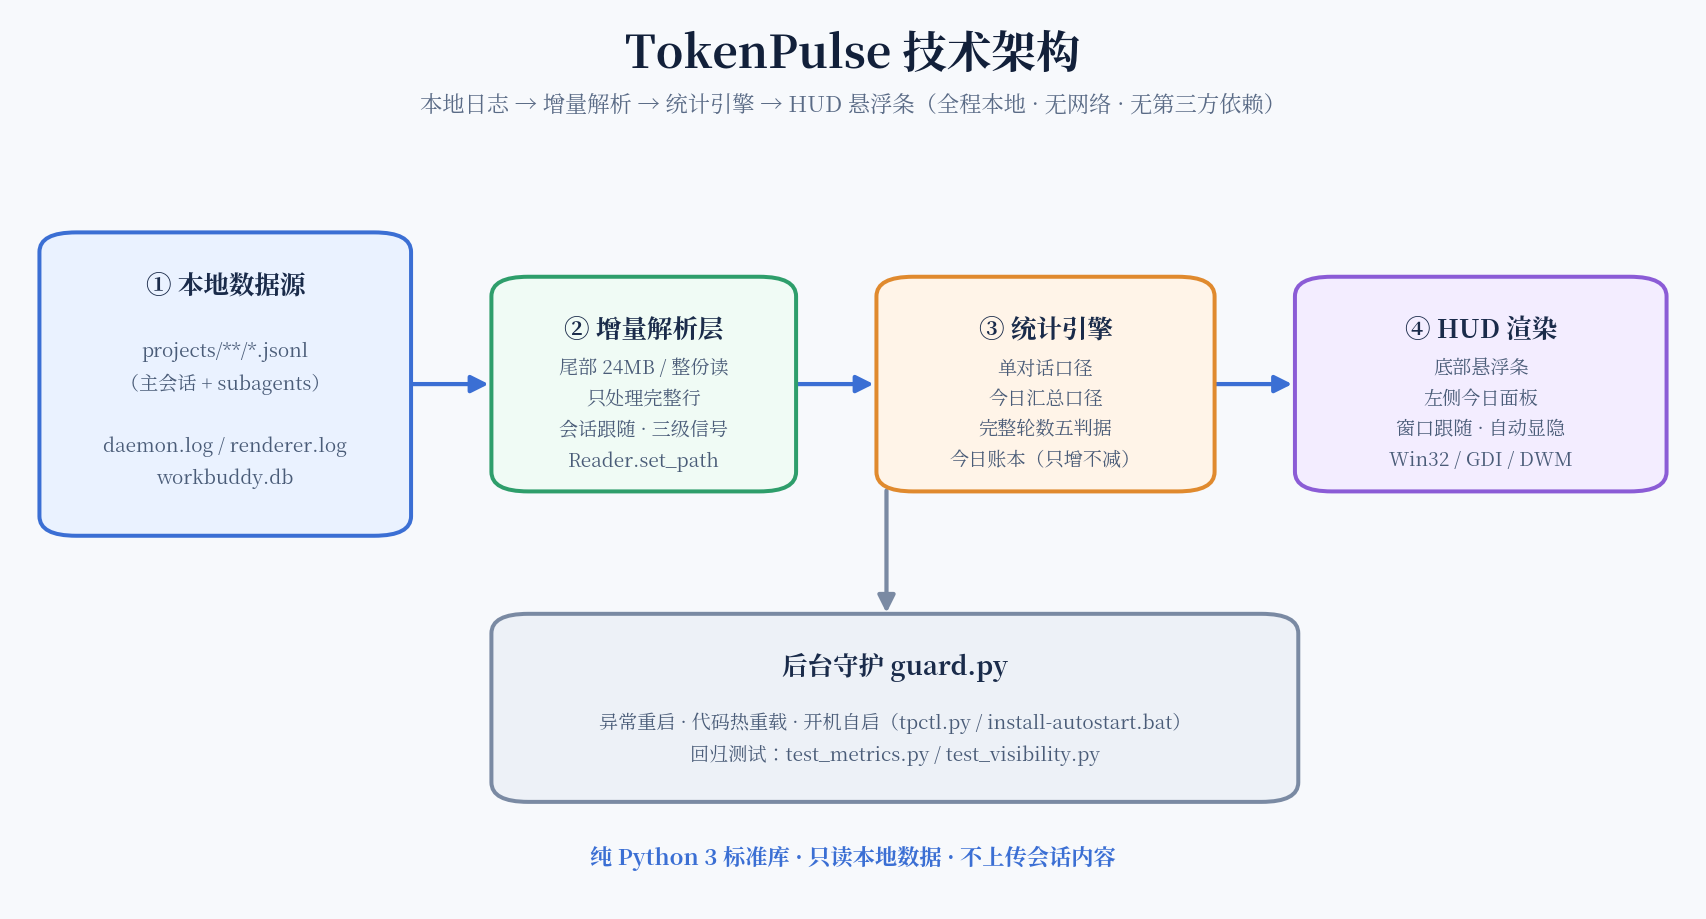 TokenPulse 技术架构
本地日志 → 增量解析 → 统计引擎 → HUD 悬浮条（全程本地 · 无网络 · 无第三方依赖）
① 本地数据源
projects/**/*.jsonl
（主会话 + subagents）
daemon.log / renderer.log
workbuddy.db
② 增量解析层
尾部 24MB / 整份读
只处理完整行
会话跟随 · 三级信号
Reader.set_path
③ 统计引擎
单对话口径
今日汇总口径
完整轮数五判据
今日账本（只增不减）
④ HUD 渲染
底部悬浮条
左侧今日面板
窗口跟随 · 自动显隐
Win32 / GDI / DWM
后台守护 guard.py
异常重启 · 代码热重载 · 开机自启（tpctl.py / install-autostart.bat）
回归测试：test_metrics.py / test_visibility.py
纯 Python 3 标准库 · 只读本地数据 · 不上传会话内容